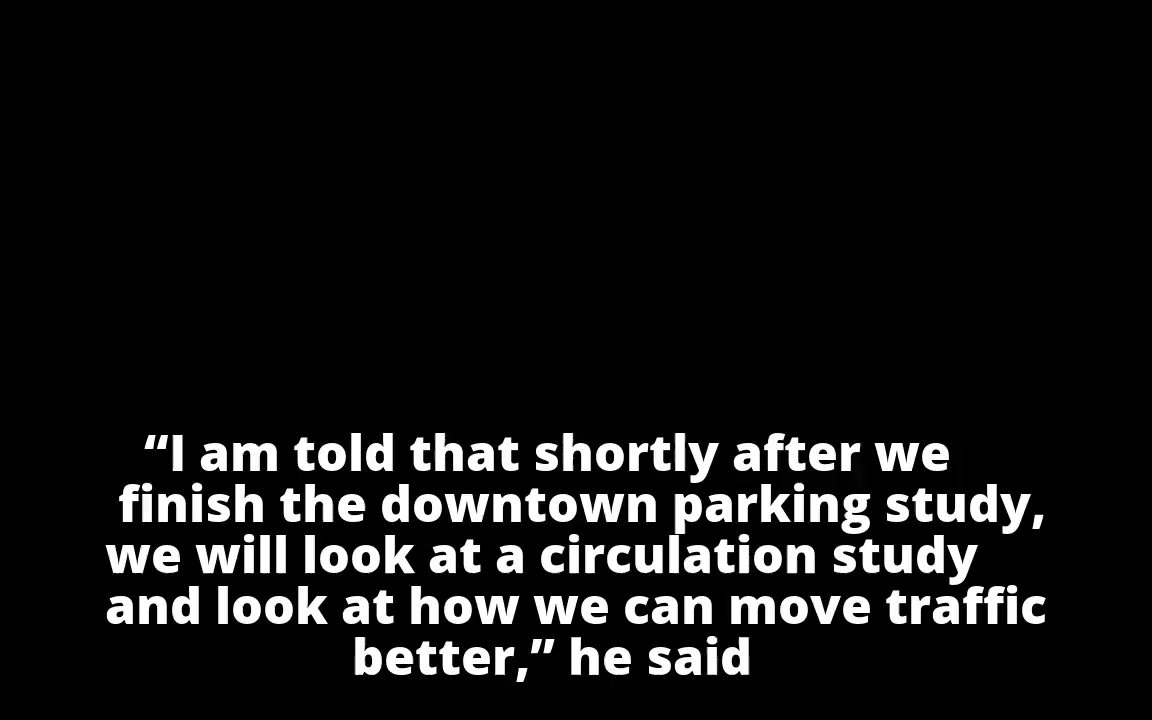 “I am told that shortly after we
finish the downtown parking study,
we will look at a circulation study
and look at how we can move traffic
better,” he said